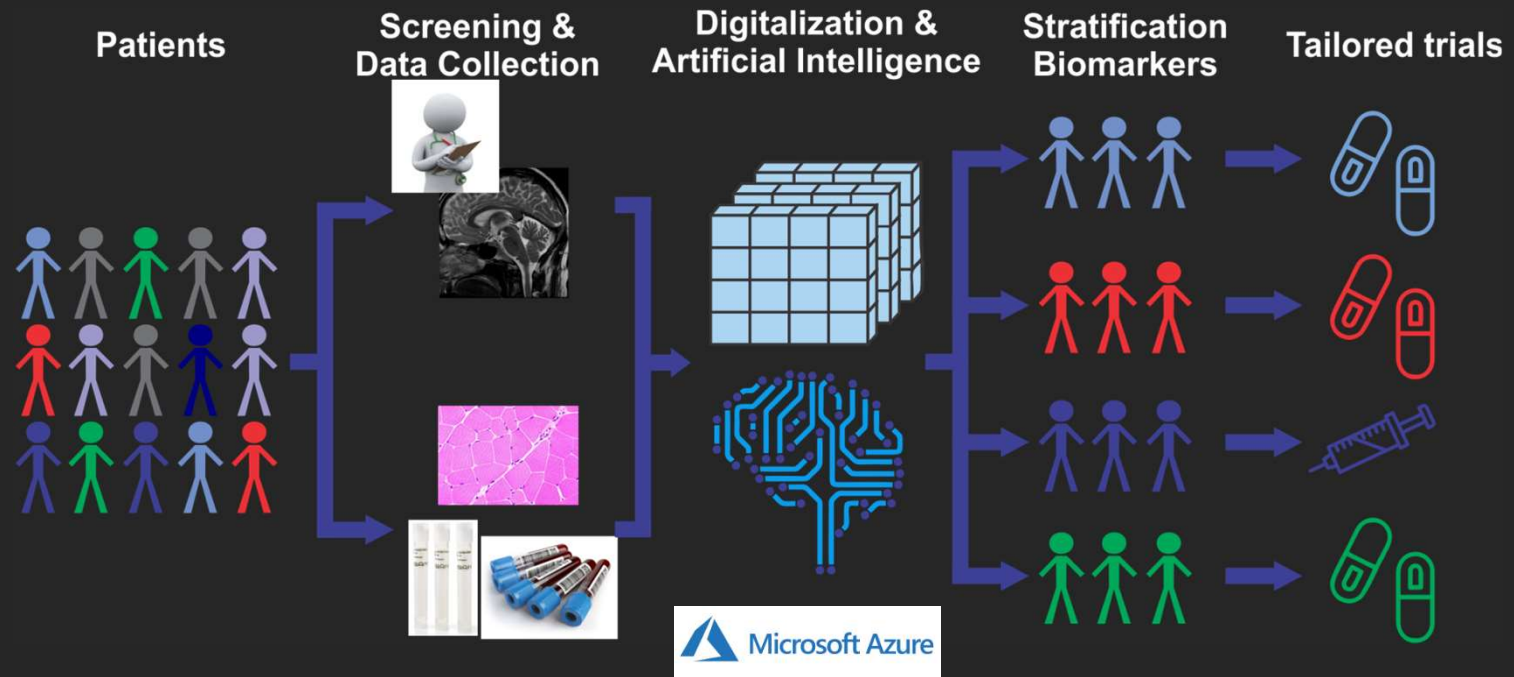 Patients
Screening &
Data Collection
Digitalization &
Artificial Intelligence
Stratification
Biomarkers
Tailored trials
Microsoft Azure